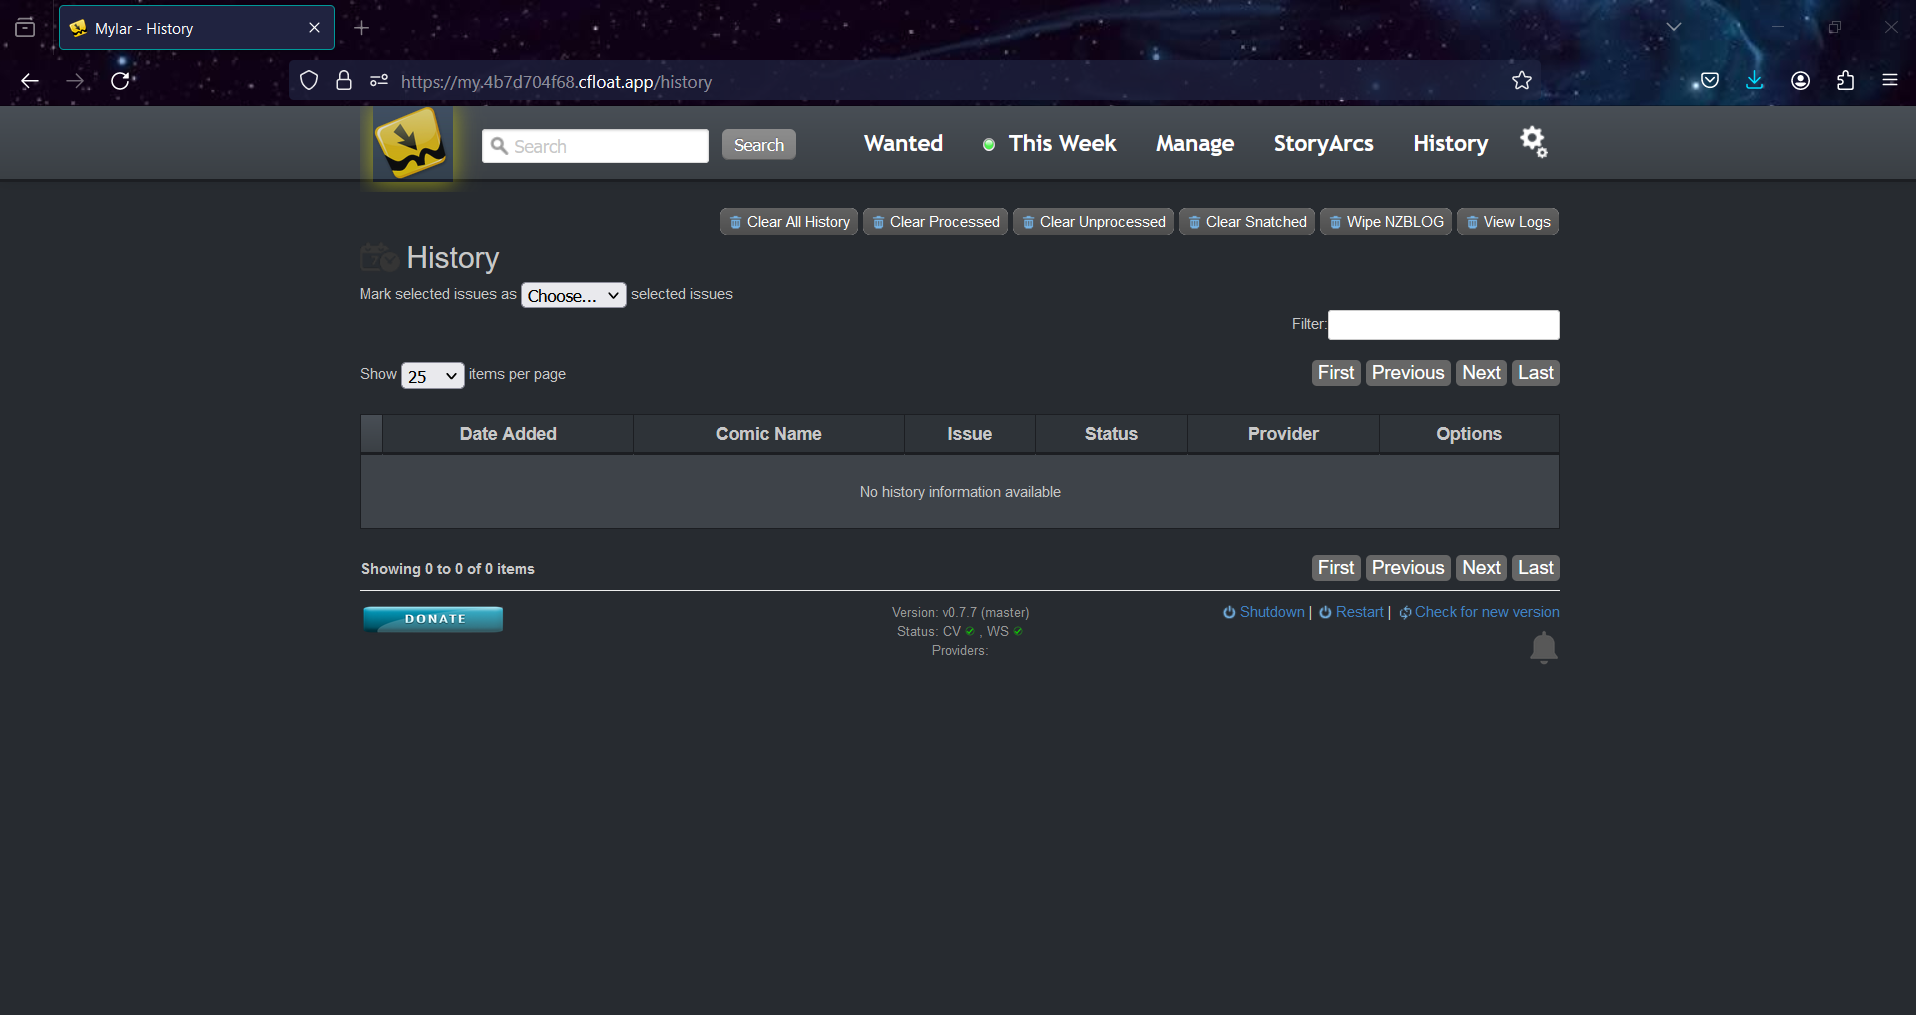 Mylar - History
https://my.4b7d704f68.cfloat.app/history
Search Search Wanted This Week Manage StoryArcs History
Clear All History Clear Processed Clear Unprocessed Clear Snatched Wipe NZBLOG View Logs
History
Mark selected issues as Choose... selected issues
Filter:
Show 25 items per page First Previous Next Last
Date Added Comic Name Issue Status Provider Options
No history information available
Showing 0 to 0 of 0 items First Previous Next Last
DONATE Version: v0.7.7 (master) Shutdown | Restart | Check for new version
Status: CV , WS
Providers: